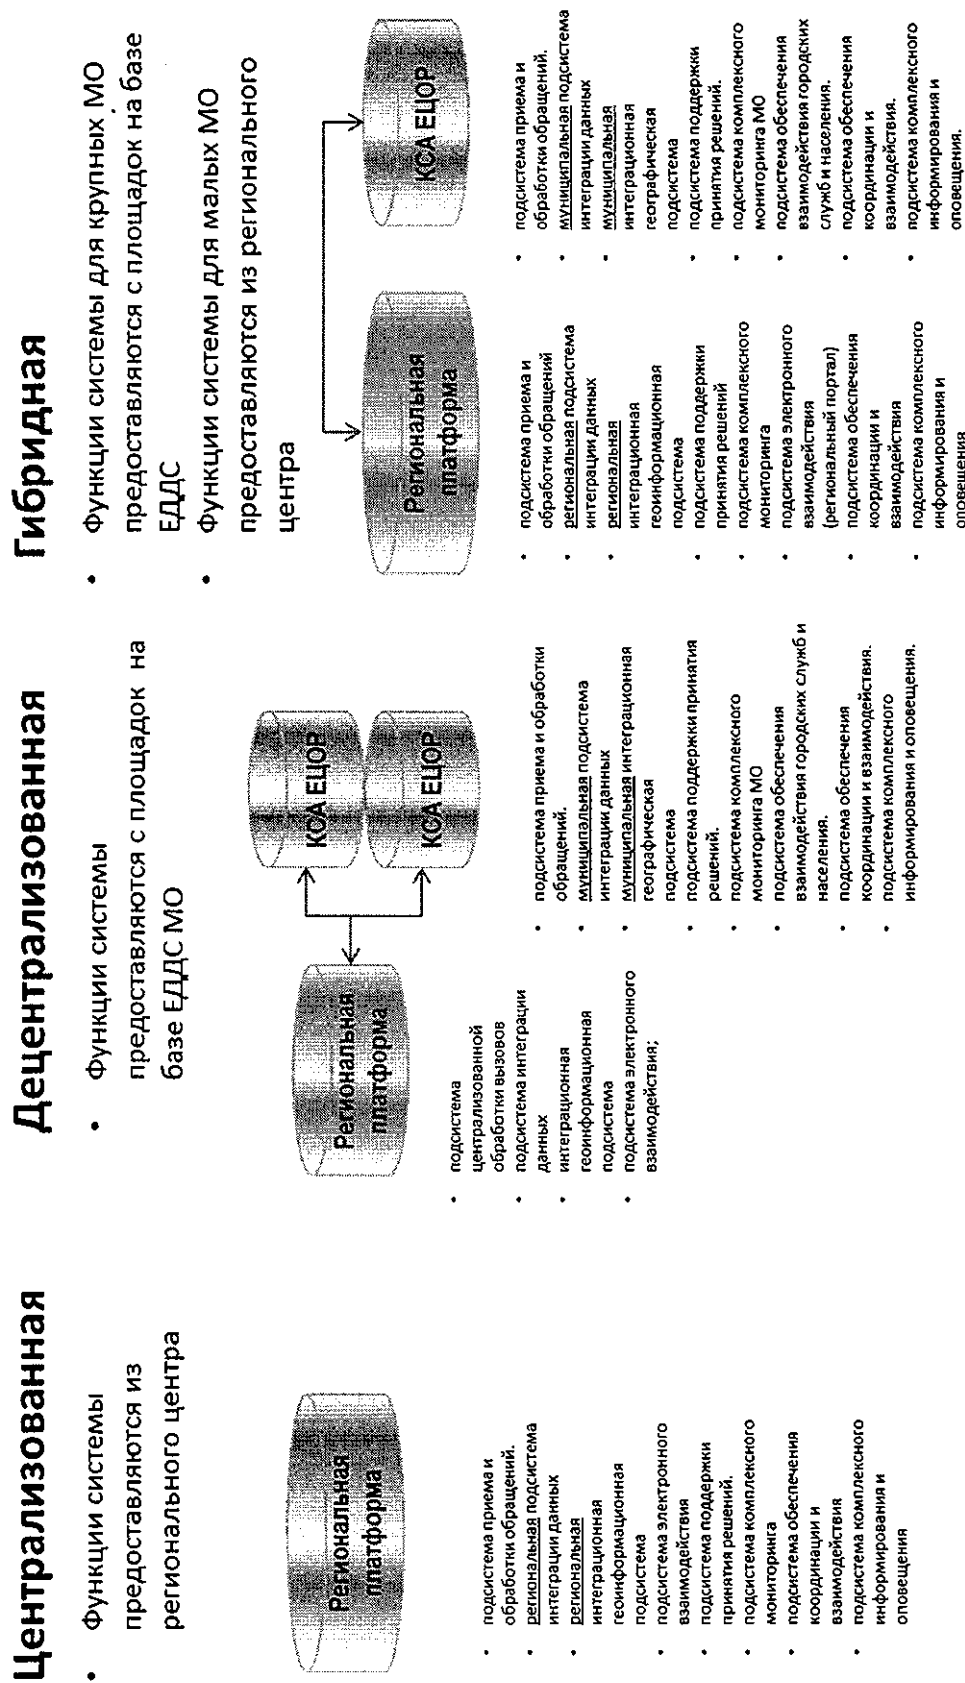 Централизованная
• Функции системы
предоставляются из
регионального центра
Региональная
платформа
• подсистема приема и
обработки обращений.
• региональная подсистема
интеграции данных
• региональная
интеграционная
геоинформационная
подсистема
• подсистема электронного
взаимодействия
• подсистема поддержки
принятия решений.
• подсистема комплексного
мониторинга
• подсистема обеспечения
координации и
взаимодействия
• подсистема комплексного
информирования и
оповещения
Децентрализованная
• Функции системы
предоставляются с площадок на
базе ЕДДС МО
Региональная
платформа
КСА ЕЦОР
КСА ЕЦОР
• подсистема
централизованной
обработки вызовов
• подсистема интеграции
данных
• интеграционная
геоинформационная
подсистема
• подсистема электронного
взаимодействия;
• подсистема приема и обработки
обращений.
• муниципальная подсистема
интеграции данных
• муниципальная интеграционная
географическая
подсистема
• подсистема поддержки принятия
решений.
• подсистема комплексного
мониторинга МО
• подсистема обеспечения
взаимодействия городских служб и
населения.
• подсистема обеспечения
координации и взаимодействия.
• подсистема комплексного
информирования и оповещения.
Гибридная
• Функции системы для крупных МО
предоставляются с площадок на базе
ЕДДС
• Функции системы для малых МО
предоставляются из регионального
центра
Региональная
платформа
КСА ЕЦОР
• подсистема приема и
обработки обращений
• региональная подсистема
интеграции данных
• региональная
интеграционная
геоинформационная
подсистема
• подсистема поддержки
принятия решений
• подсистема комплексного
мониторинга
• подсистема электронного
взаимодействия
(региональный портал)
• подсистема обеспечения
координации и
взаимодействия
• подсистема комплексного
информирования и
оповещения
• подсистема приема и
обработки обращений.
• муниципальная подсистема
интеграции данных
• муниципальная
интеграционная
географическая
подсистема
• подсистема поддержки
принятия решений.
• подсистема комплексного
мониторинга МО
• подсистема обеспечения
взаимодействия городских
служб и населения.
• подсистема обеспечения
координации и
взаимодействия.
• подсистема комплексного
информирования и
оповещения.